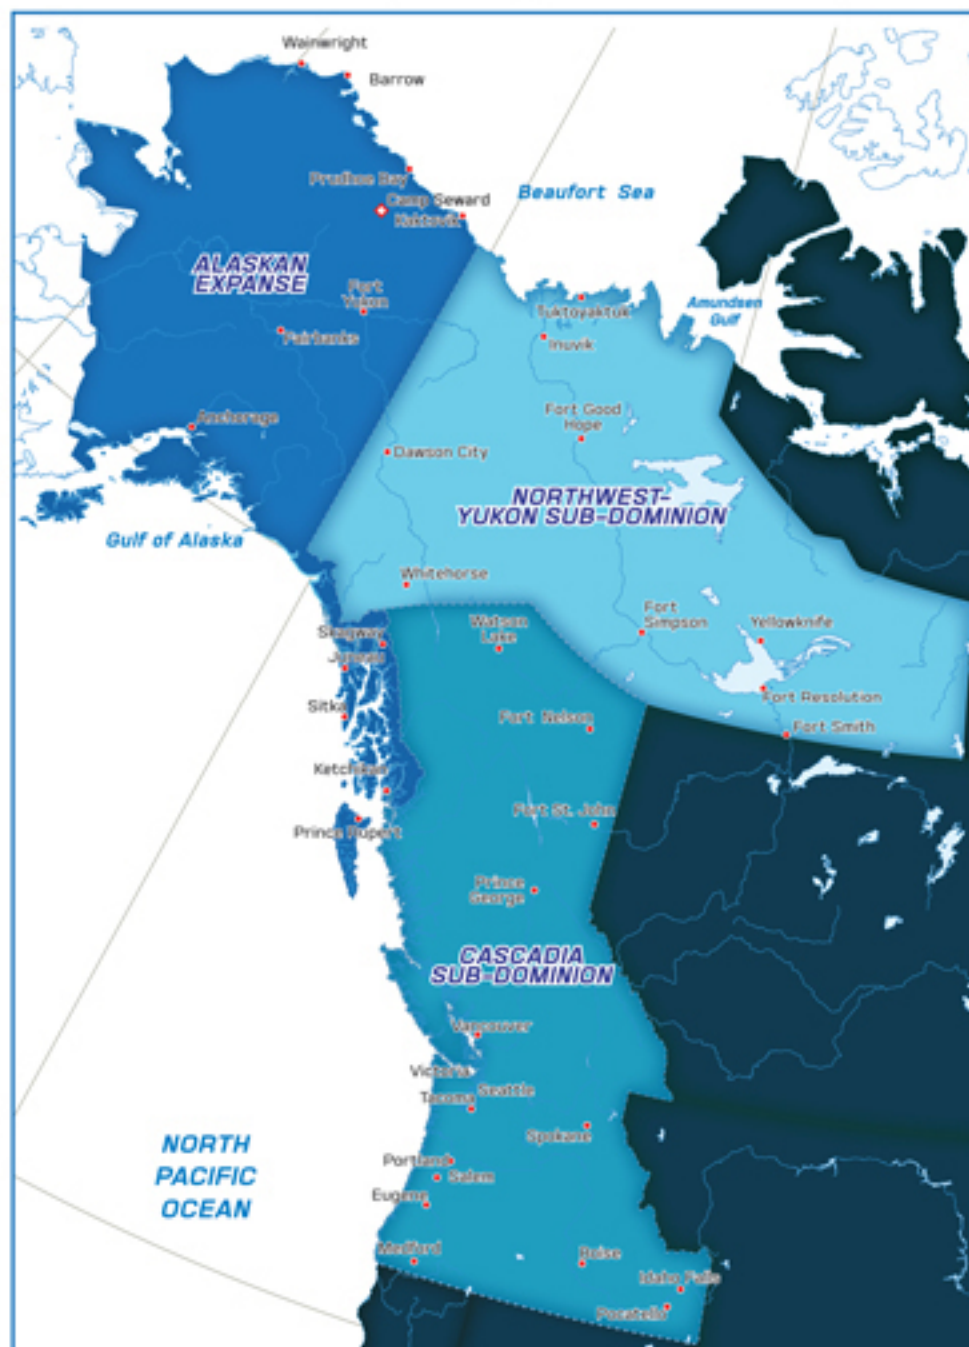 Wainwright
Barrow
Prudhoe Bay
Camp Seward
Kaktovik
Beaufort Sea
ALASKAN
EXPANSE
Fort
Yukon
Fairbanks
Tuktoyaktuk
Amundsen
Gulf
Inuvik
Anchorage
Fort Good
Hope
Dawson City
NORTHWEST-
YUKON SUB-DOMINION
Gulf of Alaska
Whitehorse
Fort
Simpson
Yellowknife
Skagway
Watson
Lake
Juneau
Fort Resolution
Sitka
Fort Nelson
Fort Smith
Ketchikan
Fort St. John
Prince Rupert
Prince
George
CASCADIA
SUB-DOMINION
Vancouver
Victoria
Seattle
Tacoma
Spokane
NORTH
PACIFIC
OCEAN
Portland
Salem
Eugene
Medford
Boise
Idaho Falls
Pocatello